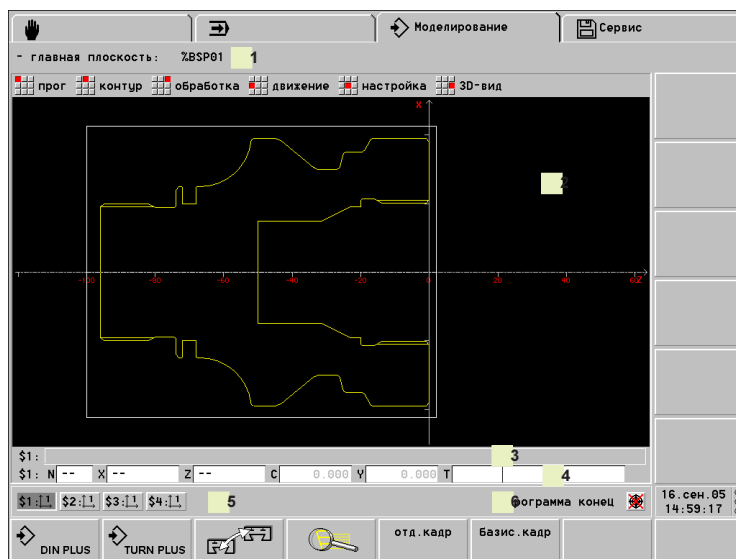 Моделирование Сервис
- главная плоскость: %BSP01 1
прог контур обработка движение настройка 3D-вид
X
2
-100 -80 -60 -40 -20 0 20 40 60 Z
$1: 3
$1: N -- X -- Z -- C 0.000 Y 0.000 T 4
$1: $2: $3: $4: 5 6 ограмма конец 16.сен.05
14:59:17
DIN PLUS TURN PLUS отд.кадр базис.кадр